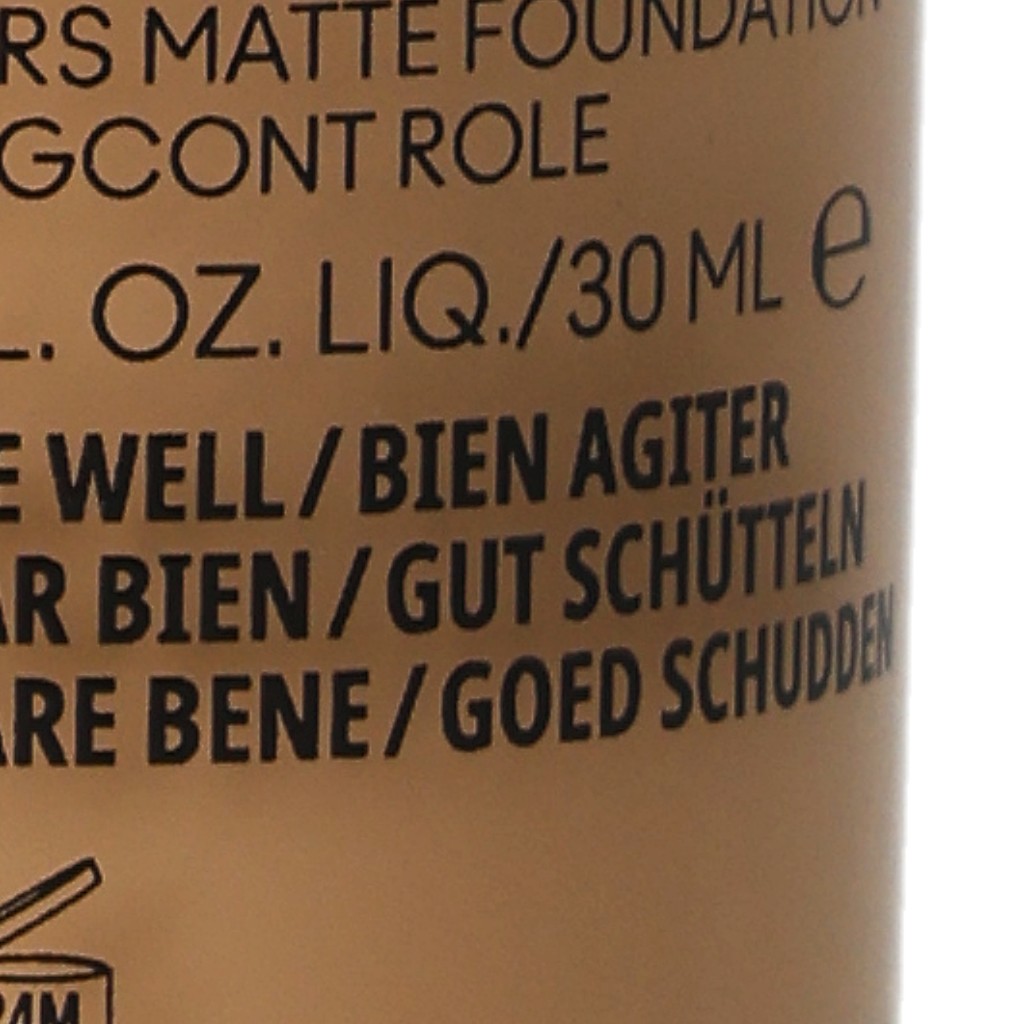 RS MATTE FOUNDATION
GCONT ROLE
L. OZ. LIQ./30 ML e
E WELL / BIEN AGITER
AR BIEN / GUT SCHÜTTELN
ARE BENE / GOED SCHUDDEN
24M